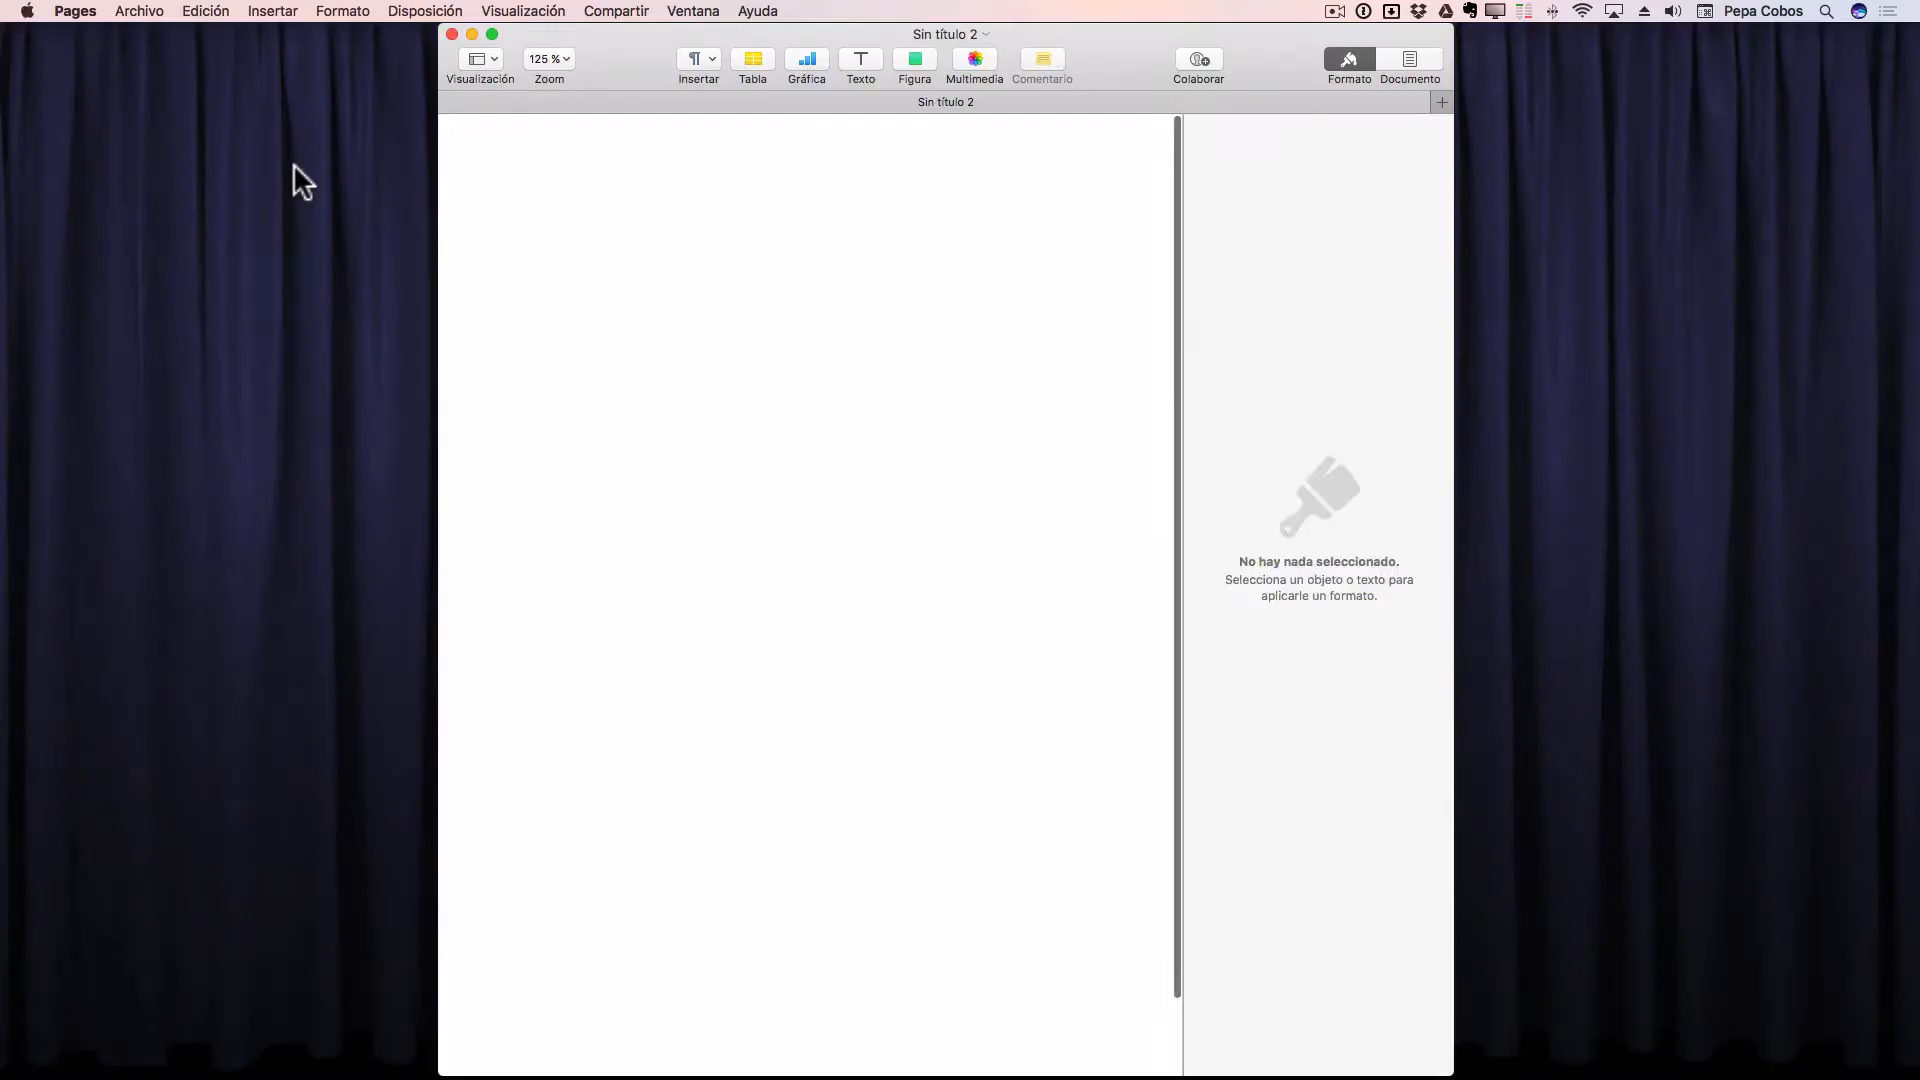 Pages Archivo Edición Insertar Formato Disposición Visualización Compartir Ventana Ayuda Pepa Cobos
Sin título 2
125 %
Visualización Zoom Insertar Tabla Gráfica Texto Figura Multimedia Comentario Colaborar Formato Documento
Sin título 2
No hay nada seleccionado.
Selecciona un objeto o texto para
aplicarle un formato.